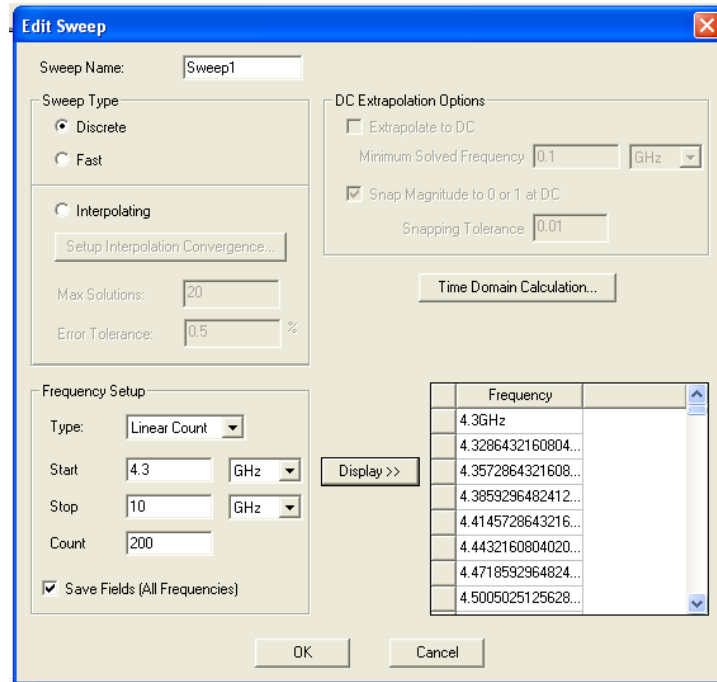 Edit Sweep
Sweep Name: Sweep1
Sweep Type
Discrete
Fast
Interpolating
Setup Interpolation Convergence...
Max Solutions: 20
Error Tolerance: 0.5 %
DC Extrapolation Options
Extrapolate to DC
Minimum Solved Frequency 0.1 GHz
Snap Magnitude to 0 or 1 at DC
Snapping Tolerance 0.01
Time Domain Calculation...
Frequency Setup
Type: Linear Count
Start 4.3 GHz
Stop 10 GHz
Count 200
Save Fields (All Frequencies)
Display >>
Frequency
4.3GHz
4.3286432160804...
4.3572864321608...
4.3859296482412...
4.4145728643216...
4.4432160804020...
4.4718592964824...
4.5005025125628...
OK Cancel